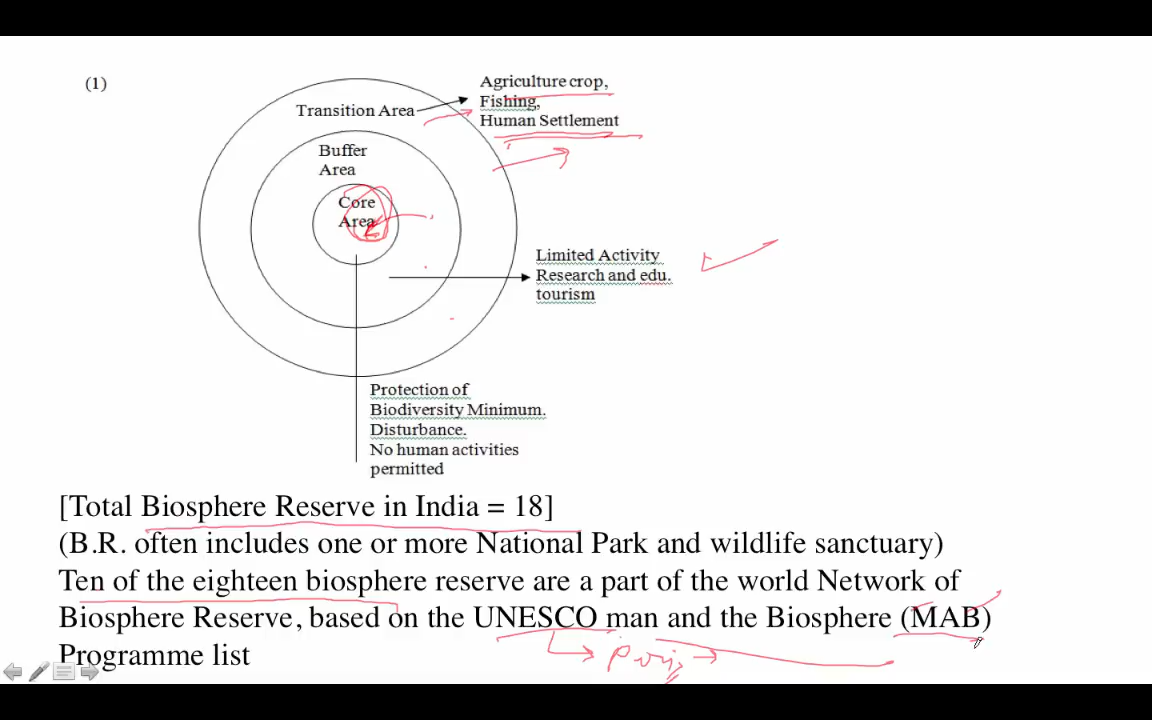 (1)
Agriculture crop,
Fishing,
Human Settlement
Transition Area
Buffer
Area
Core
Area
Limited Activity
Research and edu.
tourism
Protection of
Biodiversity Minimum.
Disturbance.
No human activities
permitted
[Total Biosphere Reserve in India = 18]
(B.R. often includes one or more National Park and wildlife sanctuary)
Ten of the eighteen biosphere reserve are a part of the world Network of
Biosphere Reserve, based on the UNESCO man and the Biosphere (MAB)
Programme list
Paris